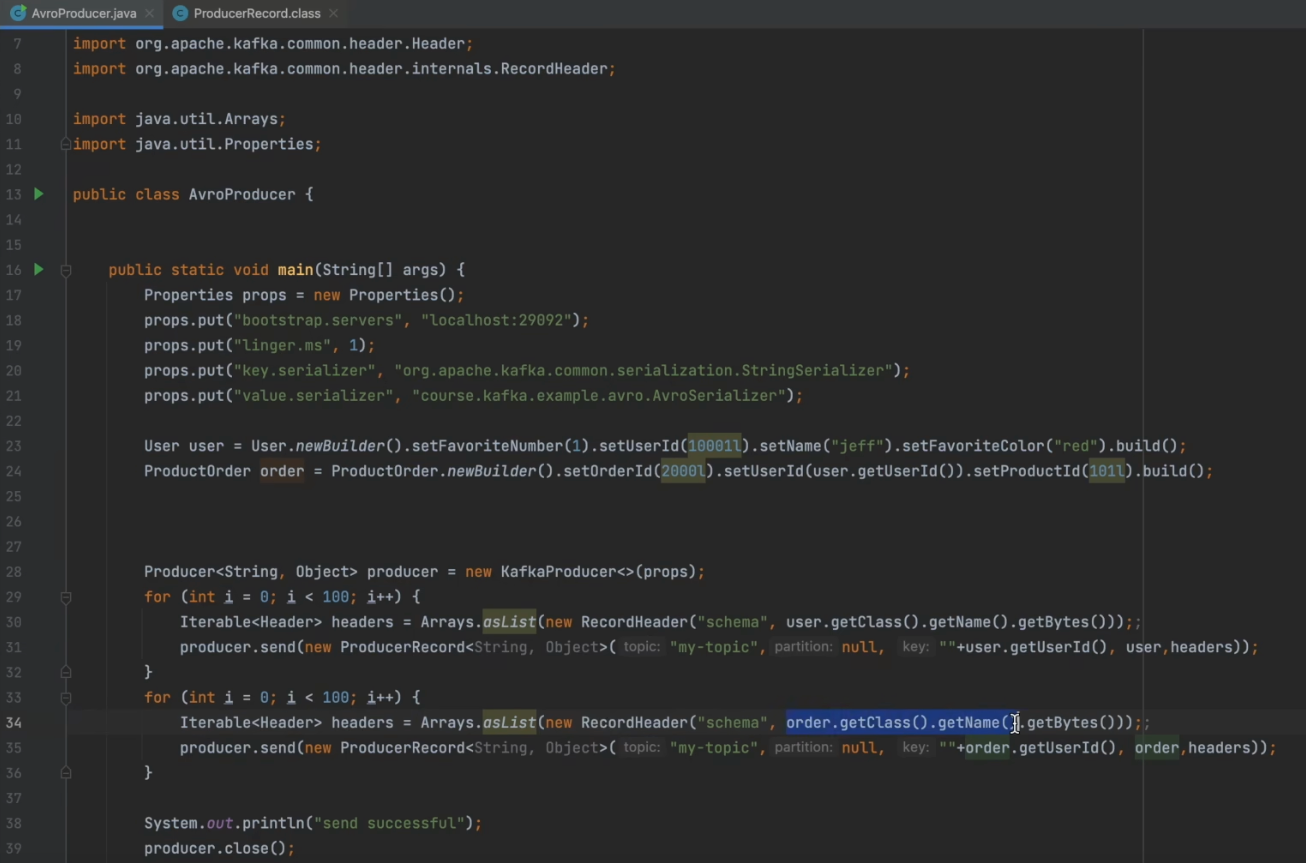 AvroProducer.java
ProducerRecord.class
7 import org.apache.kafka.common.header.Header;
8 import org.apache.kafka.common.header.internals.RecordHeader;
9
10 import java.util.Arrays;
11 import java.util.Properties;
12
13 public class AvroProducer {
14
15
16 public static void main(String[] args) {
17 Properties props = new Properties();
18 props.put("bootstrap.servers", "localhost:29092");
19 props.put("linger.ms", 1);
20 props.put("key.serializer", "org.apache.kafka.common.serialization.StringSerializer");
21 props.put("value.serializer", "course.kafka.example.avro.AvroSerializer");
22
23 User user = User.newBuilder().setFavoriteNumber(1).setUserId(10001l).setName("jeff").setFavoriteColor("red").build();
24 ProductOrder order = ProductOrder.newBuilder().setOrderId(2000l).setUserId(user.getUserId()).setProductId(101l).build();
25
26
27
28 Producer<String, Object> producer = new KafkaProducer<>(props);
29 for (int i = 0; i < 100; i++) {
30 Iterable<Header> headers = Arrays.asList(new RecordHeader("schema", user.getClass().getName().getBytes()));;
31 producer.send(new ProducerRecord<String, Object>( topic: "my-topic", partition: null, key: ""+user.getUserId(), user,headers));
32 }
33 for (int i = 0; i < 100; i++) {
34 Iterable<Header> headers = Arrays.asList(new RecordHeader("schema", order.getClass().getName().getBytes()));;
35 producer.send(new ProducerRecord<String, Object>( topic: "my-topic", partition: null, key: ""+order.getUserId(), order,headers));
36 }
37
38 System.out.println("send successful");
39 producer.close();